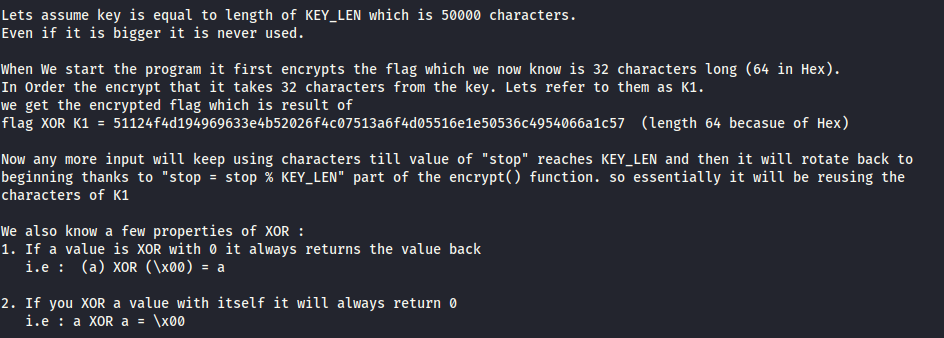 Lets assume key is equal to length of KEY_LEN which is 50000 characters.
Even if it is bigger it is never used.
When We start the program it first encrypts the flag which we now know is 32 characters long (64 in Hex).
In Order the encrypt that it takes 32 characters from the key. Lets refer to them as K1.
we get the encrypted flag which is result of
flag XOR K1 = 51124f4d194969633e4b52026f4c07513a6f4d05516e1e50536c4954066a1c57  (length 64 becasue of Hex)
Now any more input will keep using characters till value of "stop" reaches KEY_LEN and then it will rotate back to
beginning thanks to "stop = stop % KEY_LEN" part of the encrypt() function. so essentially it will be reusing the
characters of K1
We also know a few properties of XOR :
1. If a value is XOR with 0 it always returns the value back
i.e :  (a) XOR (\x00) = a
2. If you XOR a value with itself it will always return 0
i.e : a XOR a = \x00